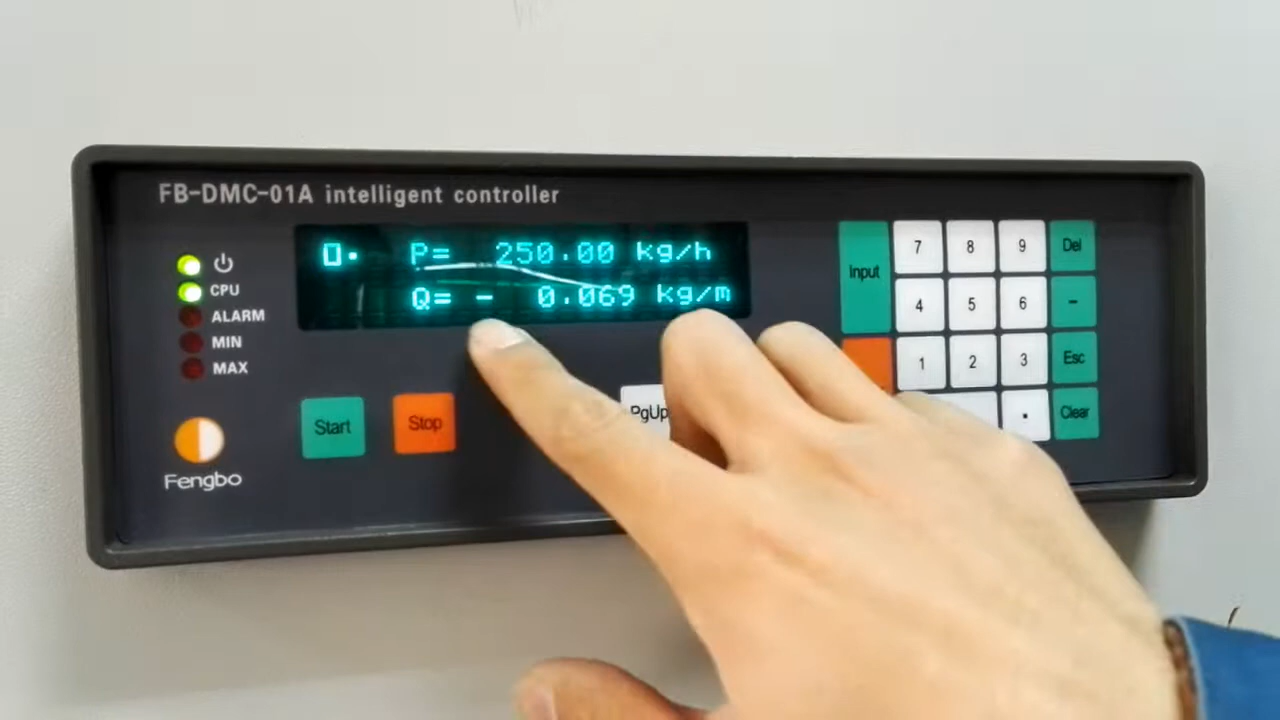 FB-DMC-01A intelligent controller
0. P= 250.00 kg/h
Q= - 0.069 kg/m
CPU
ALARM
MIN
MAX
Fengbo
Start
Stop
PgUp
Input
7 8 9 Del
4 5 6 -
1 2 3 Esc
. Clear